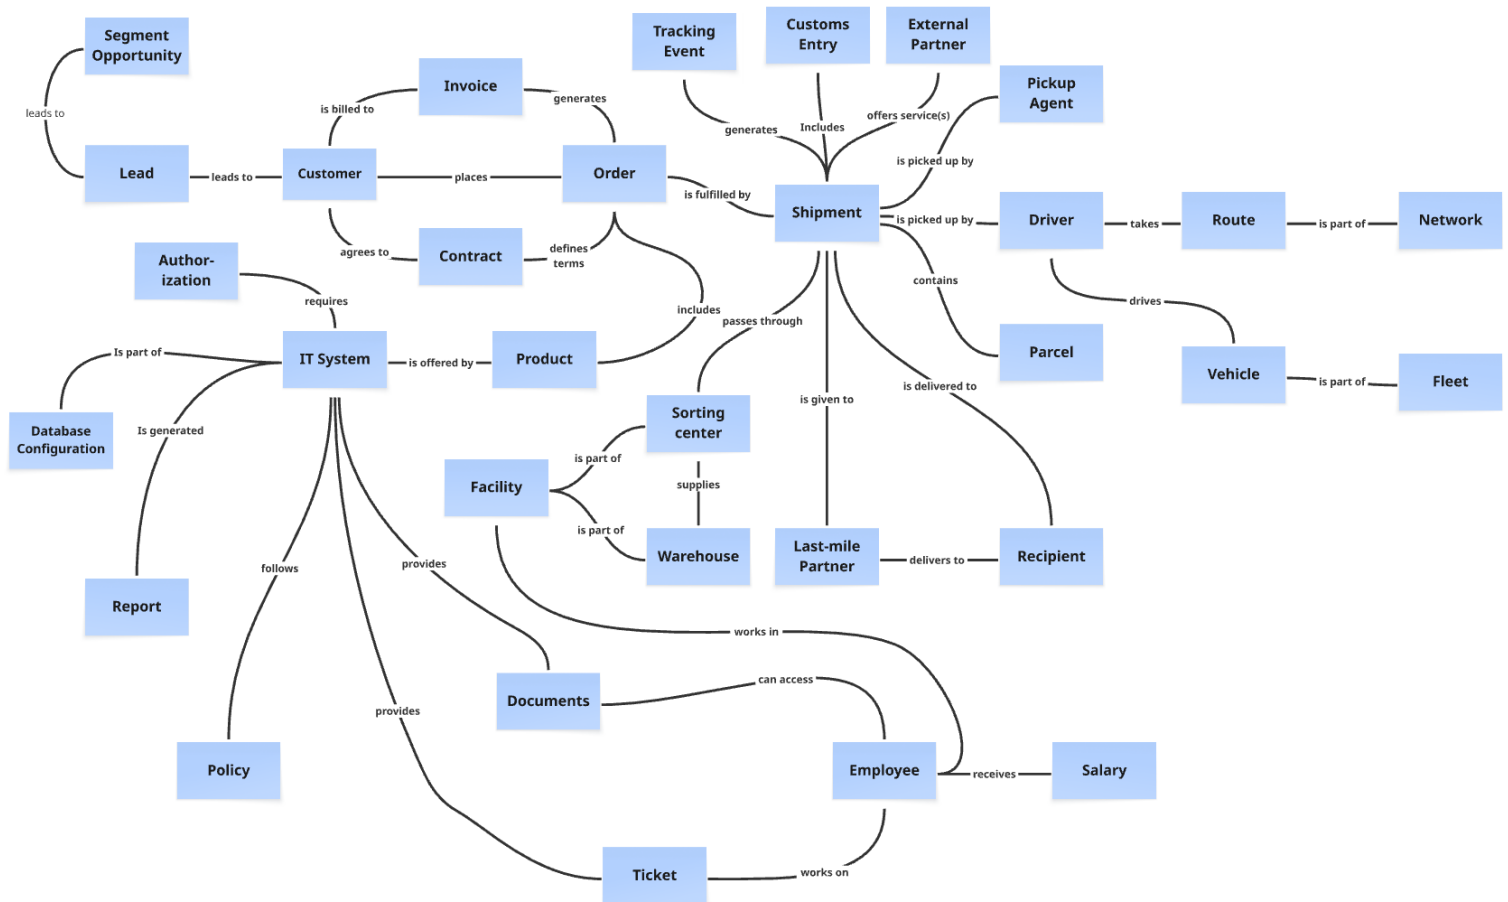 Segment
Opportunity
Tracking
Event
Customs
Entry
External
Partner
Invoice
Pickup
Agent
is billed to
generates
leads to
generates
Includes
offers service(s)
is picked up by
Lead
leads to
Customer
places
Order
is fulfilled by
Shipment
is picked up by
Driver
takes
Route
is part of
Network
agrees to
Contract
defines
terms
Author-
ization
requires
contains
drives
includes
passes through
Is part of
IT System
is offered by
Product
Parcel
Vehicle
is part of
Fleet
is delivered to
is given to
Database
Configuration
Is generated
Sorting
center
is part of
Facility
supplies
is part of
Warehouse
Last-mile
Partner
delivers to
Recipient
follows
provides
Report
works in
can access
Documents
provides
Policy
Employee
receives
Salary
Ticket
works on